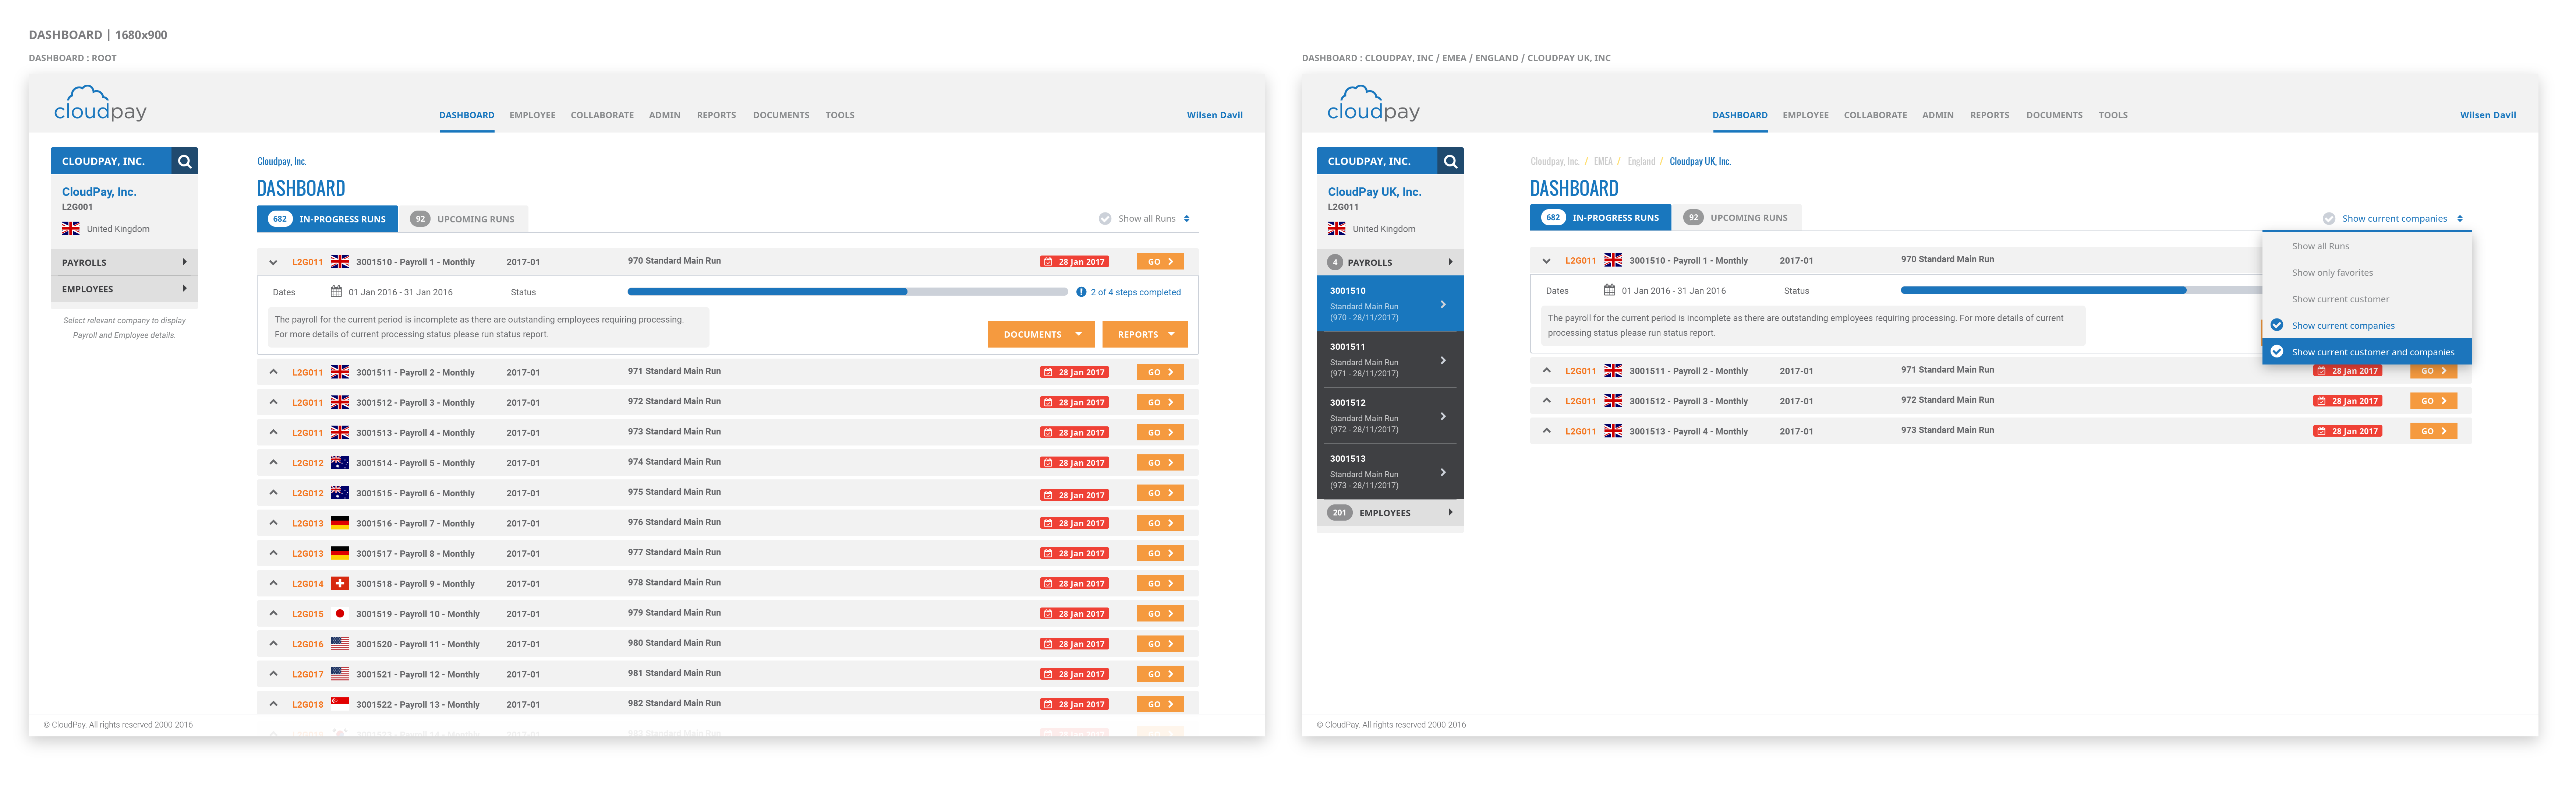 DASHBOARD | 1680x900
DASHBOARD : ROOT
cloudpay
DASHBOARD EMPLOYEE COLLABORATE ADMIN REPORTS DOCUMENTS TOOLS
Wilsen Davil
CLOUDPAY, INC.
CloudPay, Inc.
L2G001
United Kingdom
PAYROLLS
EMPLOYEES
Select relevant company to display
Payroll and Employee details.
Cloudpay, Inc.
DASHBOARD
682 IN-PROGRESS RUNS 92 UPCOMING RUNS Show all Runs
L2G011 3001510 - Payroll 1 - Monthly 2017-01 970 Standard Main Run 28 Jan 2017 GO
Dates 01 Jan 2016 - 31 Jan 2016 Status 2 of 4 steps completed
The payroll for the current period is incomplete as there are outstanding employees requiring processing.
For more details of current processing status please run status report.
DOCUMENTS REPORTS
L2G011 3001511 - Payroll 2 - Monthly 2017-01 971 Standard Main Run 28 Jan 2017 GO
L2G011 3001512 - Payroll 3 - Monthly 2017-01 972 Standard Main Run 28 Jan 2017 GO
L2G011 3001513 - Payroll 4 - Monthly 2017-01 973 Standard Main Run 28 Jan 2017 GO
L2G012 3001514 - Payroll 5 - Monthly 2017-01 974 Standard Main Run 28 Jan 2017 GO
L2G012 3001515 - Payroll 6 - Monthly 2017-01 975 Standard Main Run 28 Jan 2017 GO
L2G013 3001516 - Payroll 7 - Monthly 2017-01 976 Standard Main Run 28 Jan 2017 GO
L2G013 3001517 - Payroll 8 - Monthly 2017-01 977 Standard Main Run 28 Jan 2017 GO
L2G014 3001518 - Payroll 9 - Monthly 2017-01 978 Standard Main Run 28 Jan 2017 GO
L2G015 3001519 - Payroll 10 - Monthly 2017-01 979 Standard Main Run 28 Jan 2017 GO
L2G016 3001520 - Payroll 11 - Monthly 2017-01 980 Standard Main Run 28 Jan 2017 GO
L2G017 3001521 - Payroll 12 - Monthly 2017-01 981 Standard Main Run 28 Jan 2017 GO
L2G018 3001522 - Payroll 13 - Monthly 2017-01 982 Standard Main Run 28 Jan 2017 GO
© CloudPay. All rights reserved 2000-2016
DASHBOARD : CLOUDPAY, INC / EMEA / ENGLAND / CLOUDPAY UK, INC
cloudpay
DASHBOARD EMPLOYEE COLLABORATE ADMIN REPORTS DOCUMENTS TOOLS
Wilsen Davil
CLOUDPAY, INC.
CloudPay UK, Inc.
L2G011
United Kingdom
4 PAYROLLS
3001510
Standard Main Run
(970 - 28/11/2017)
3001511
Standard Main Run
(971 - 28/11/2017)
3001512
Standard Main Run
(972 - 28/11/2017)
3001513
Standard Main Run
(973 - 28/11/2017)
201 EMPLOYEES
Cloudpay, Inc. / EMEA / England / Cloudpay UK, Inc.
DASHBOARD
682 IN-PROGRESS RUNS 92 UPCOMING RUNS Show current companies
Show all Runs
Show only favorites
Show current customer
Show current companies
Show current customer and companies
L2G011 3001510 - Payroll 1 - Monthly 2017-01 970 Standard Main Run
Dates 01 Jan 2016 - 31 Jan 2016 Status
The payroll for the current period is incomplete as there are outstanding employees requiring processing. For more details of current
processing status please run status report.
L2G011 3001511 - Payroll 2 - Monthly 2017-01 971 Standard Main Run 28 Jan 2017 GO
L2G011 3001512 - Payroll 3 - Monthly 2017-01 972 Standard Main Run 28 Jan 2017 GO
L2G011 3001513 - Payroll 4 - Monthly 2017-01 973 Standard Main Run 28 Jan 2017 GO
© CloudPay. All rights reserved 2000-2016